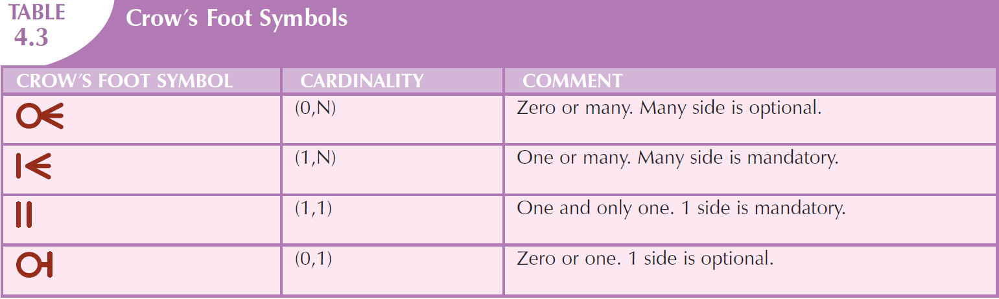 TABLE
4.3
Crow's Foot Symbols
CROW'S FOOT SYMBOL CARDINALITY COMMENT
(0,N) Zero or many. Many side is optional.
(1,N) One or many. Many side is mandatory.
(1,1) One and only one. 1 side is mandatory.
(0,1) Zero or one. 1 side is optional.